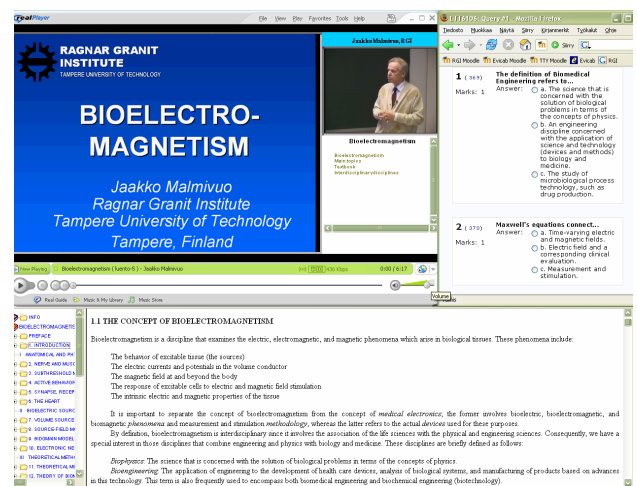 RealPlayer
File View Play Favorites Tools Help
RAGNAR GRANIT
INSTITUTE
TAMPERE UNIVERSITY OF TECHNOLOGY
BIOELECTRO-
MAGNETISM
Jaakko Malmivuo
Ragnar Granit Institute
Tampere University of Technology
Tampere, Finland
Jaakko Malmivuo, RGI
Bioelectromagnetism
Bioelectromagnetism
Main topics
Textbook
Interdisciplinary disciplines
Now Playing Bioelectromagnetism (luento-5) - Jaakko Malmivuo
436 Kbps 0:00 / 6:17
Volume
Real Guide Music & My Library Music Store
1.1 | 6106: Query #1 - Mozilla Firefox
Tiedosto Muokkaa Näytä Siirry Kirjanmerkit Työkalut Ohje
Siirry
RGI Moodle Evicab Moodle TTY Moodle Evicab RGI
1 (369) The definition of Biomedical
Engineering refers to...
Marks: 1 Answer: a. The science that is
concerned with the
solution of biological
problems in terms of
the concepts of physics.
b. An engineering
discipline concerned
with the application of
science and technology
(devices and methods)
to biology and
medicine.
c. The study of
microbiological process
technology, such as
drug production.
2 (370) Maxwell's equations connect...
Answer: a. Time-varying electric
and magnetic fields.
Marks: 1 b. Electric field and a
corresponding clinical
evaluation.
c. Measurement and
stimulation.
INFO
BIOELECTROMAGNETIS
PREFACE
1. INTRODUCTION
I ANATOMICAL AND PH
2. NERVE AND MUSC
3. SUBTHRESHOLD M
4. ACTIVE BEHAVIOR
5. SYNAPSE, RECEP
6. THE HEART
II BIOELECTRIC SOURC
7. VOLUME SOURCE
8. SOURCE-FIELD M
9. BIDOMAIN MODEL
10. ELECTRONIC NE
III THEORETICAL METH
11. THEORETICAL ME
12. THEORY OF BIOM
1.1 THE CONCEPT OF BIOELECTROMAGNETISM
Bioelectromagnetism is a discipline that examines the electric, electromagnetic, and magnetic phenomena which arise in biological tissues. These phenomena include:
The behavior of excitable tissue (the sources)
The electric currents and potentials in the volume conductor
The magnetic field at and beyond the body
The response of excitable cells to electric and magnetic field stimulation
The intrinsic electric and magnetic properties of the tissue
It is important to separate the concept of bioelectromagnetism from the concept of medical electronics; the former involves bioelectric, bioelectromagnetic, and
biomagnetic phenomena and measurement and stimulation methodology, whereas the latter refers to the actual devices used for these purposes.
By definition, bioelectromagnetism is interdisciplinary since it involves the association of the life sciences with the physical and engineering sciences. Consequently, we have a
special interest in those disciplines that combine engineering and physics with biology and medicine. These disciplines are briefly defined as follows:
Biophysics: The science that is concerned with the solution of biological problems in terms of the concepts of physics.
Bioengineering: The application of engineering to the development of health care devices, analysis of biological systems, and manufacturing of products based on advances
in this technology. This term is also frequently used to encompass both biomedical engineering and biochemical engineering (biotechnology).